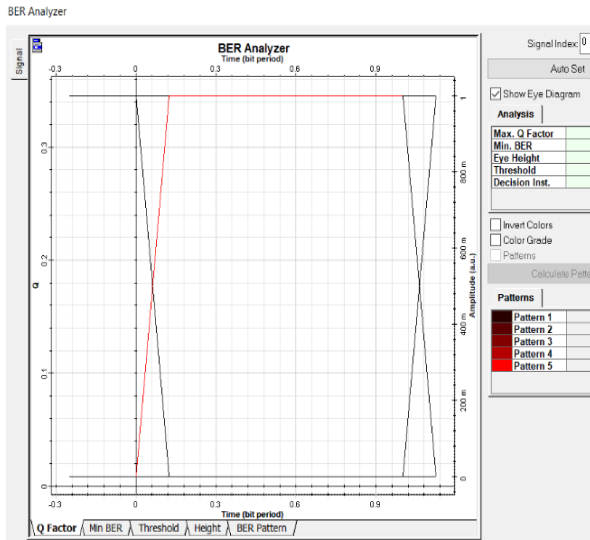 BER Analyzer
Signal
BER Analyzer
Time (bit period)
-0.3 0 0.3 0.6 0.9
Signal Index: 0
Auto Set
Show Eye Diagram
Analysis
Max. Q Factor
Min. BER
Eye Height
Threshold
Decision Inst.
Invert Colors
Color Grade
Patterns
Calculate Patte
Patterns
Pattern 1
Pattern 2
Pattern 3
Pattern 4
Pattern 5
Q
0.3
0.2
0.1
0
Amplitude (a.u.)
1
800 m
600 m
400 m
200 m
0
-0.3 0 0.3 0.6 0.9
Time (bit period)
Q Factor Min BER Threshold Height BER Pattern